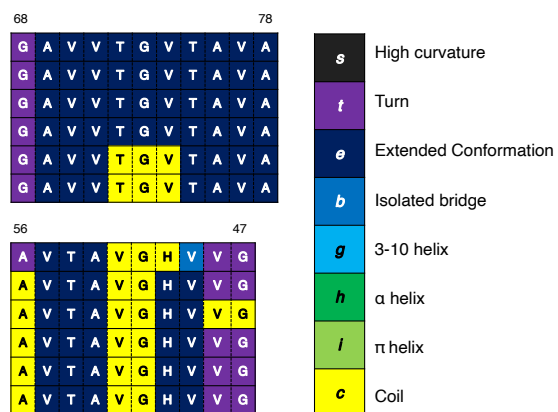 68 78
G A V V T G V T A V A
G A V V T G V T A V A
G A V V T G V T A V A
G A V V T G V T A V A
G A V V T G V T A V A
G A V V T G V T A V A
56 47
A V T A V G H V V G
A V T A V G H V V G
A V T A V G H V V G
A V T A V G H V V G
A V T A V G H V V G
A V T A V G H V V G
A V T A V G H V V G
s High curvature
t Turn
e Extended Conformation
b Isolated bridge
g 3-10 helix
h α helix
i π helix
c Coil